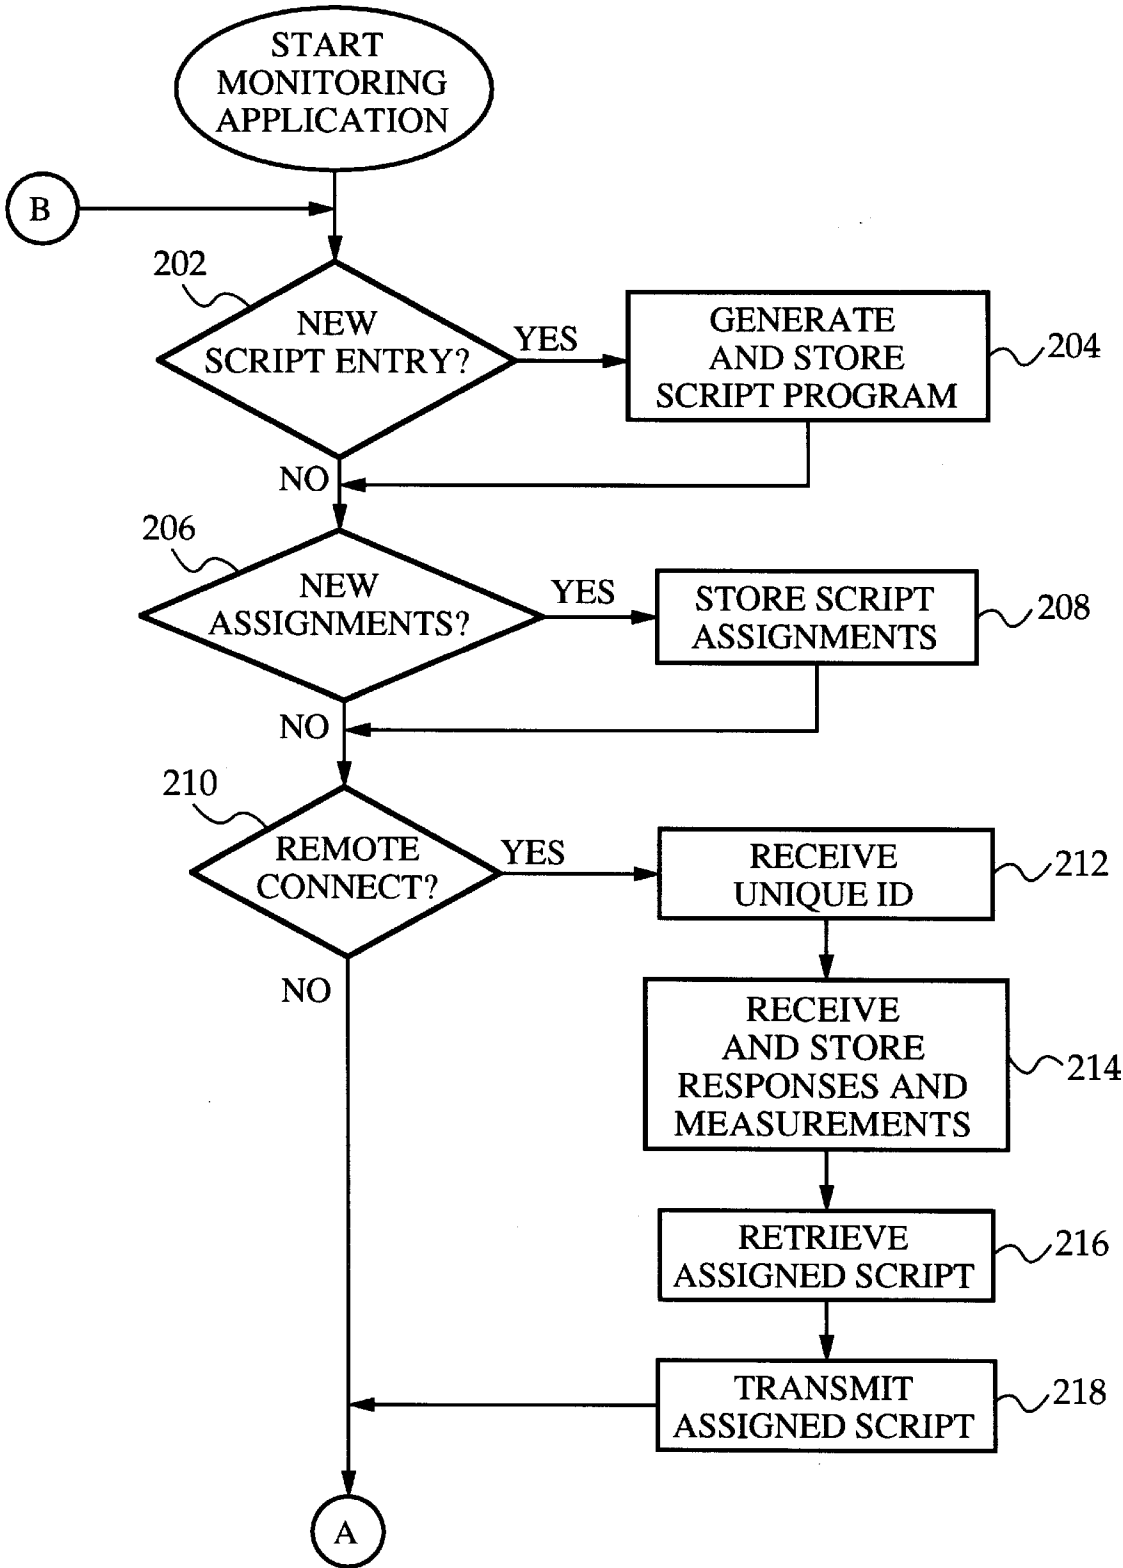 START
MONITORING
APPLICATION
B
202
NEW
SCRIPT ENTRY?
YES
GENERATE
AND STORE
SCRIPT PROGRAM
204
NO
206
NEW
ASSIGNMENTS?
YES
STORE SCRIPT
ASSIGNMENTS
208
NO
210
REMOTE
CONNECT?
YES
RECEIVE
UNIQUE ID
212
NO
RECEIVE
AND STORE
RESPONSES AND
MEASUREMENTS
214
RETRIEVE
ASSIGNED SCRIPT
216
TRANSMIT
ASSIGNED SCRIPT
218
A